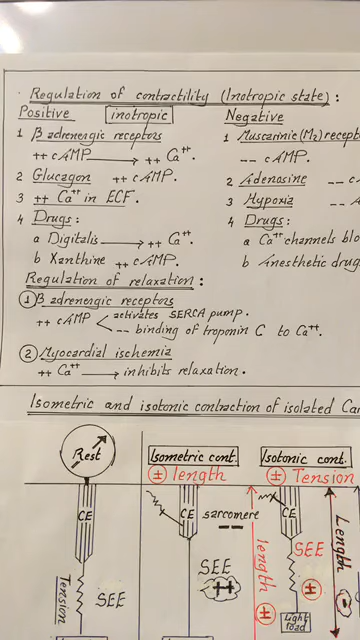 Regulation of contractility (Inotropic state) :
Positive inotropic Negative
1 β adrenergic receptors
++ cAMP → ++ Ca++.
2 Glucagon ++ cAMP.
3 ++ Ca++ in ECF.
4 Drugs :
a Digitalis → ++ Ca++.
b Xanthine ++ cAMP.
1 Muscarinic (M2) recept
-- cAMP.
2 Adenosine -- c
3 Hypoxia --
4 Drugs :
a Ca++ channels blo
b Anesthetic drug
Regulation of relaxation :
① β adrenergic receptors
++ cAMP < activates SERCA pump.
-- binding of troponin C to Ca++.
② Myocardial ischemia
++ Ca++ → inhibits relaxation.
Isometric and isotonic contraction of isolated Car
Rest
CE
Tension
SEE
Isometric cont.
⊕ length
CE
sarcomere
--
SEE
++
length
+
Isotonic cont.
⊕ Tension
CE
SEE
+
Light load
Length
-